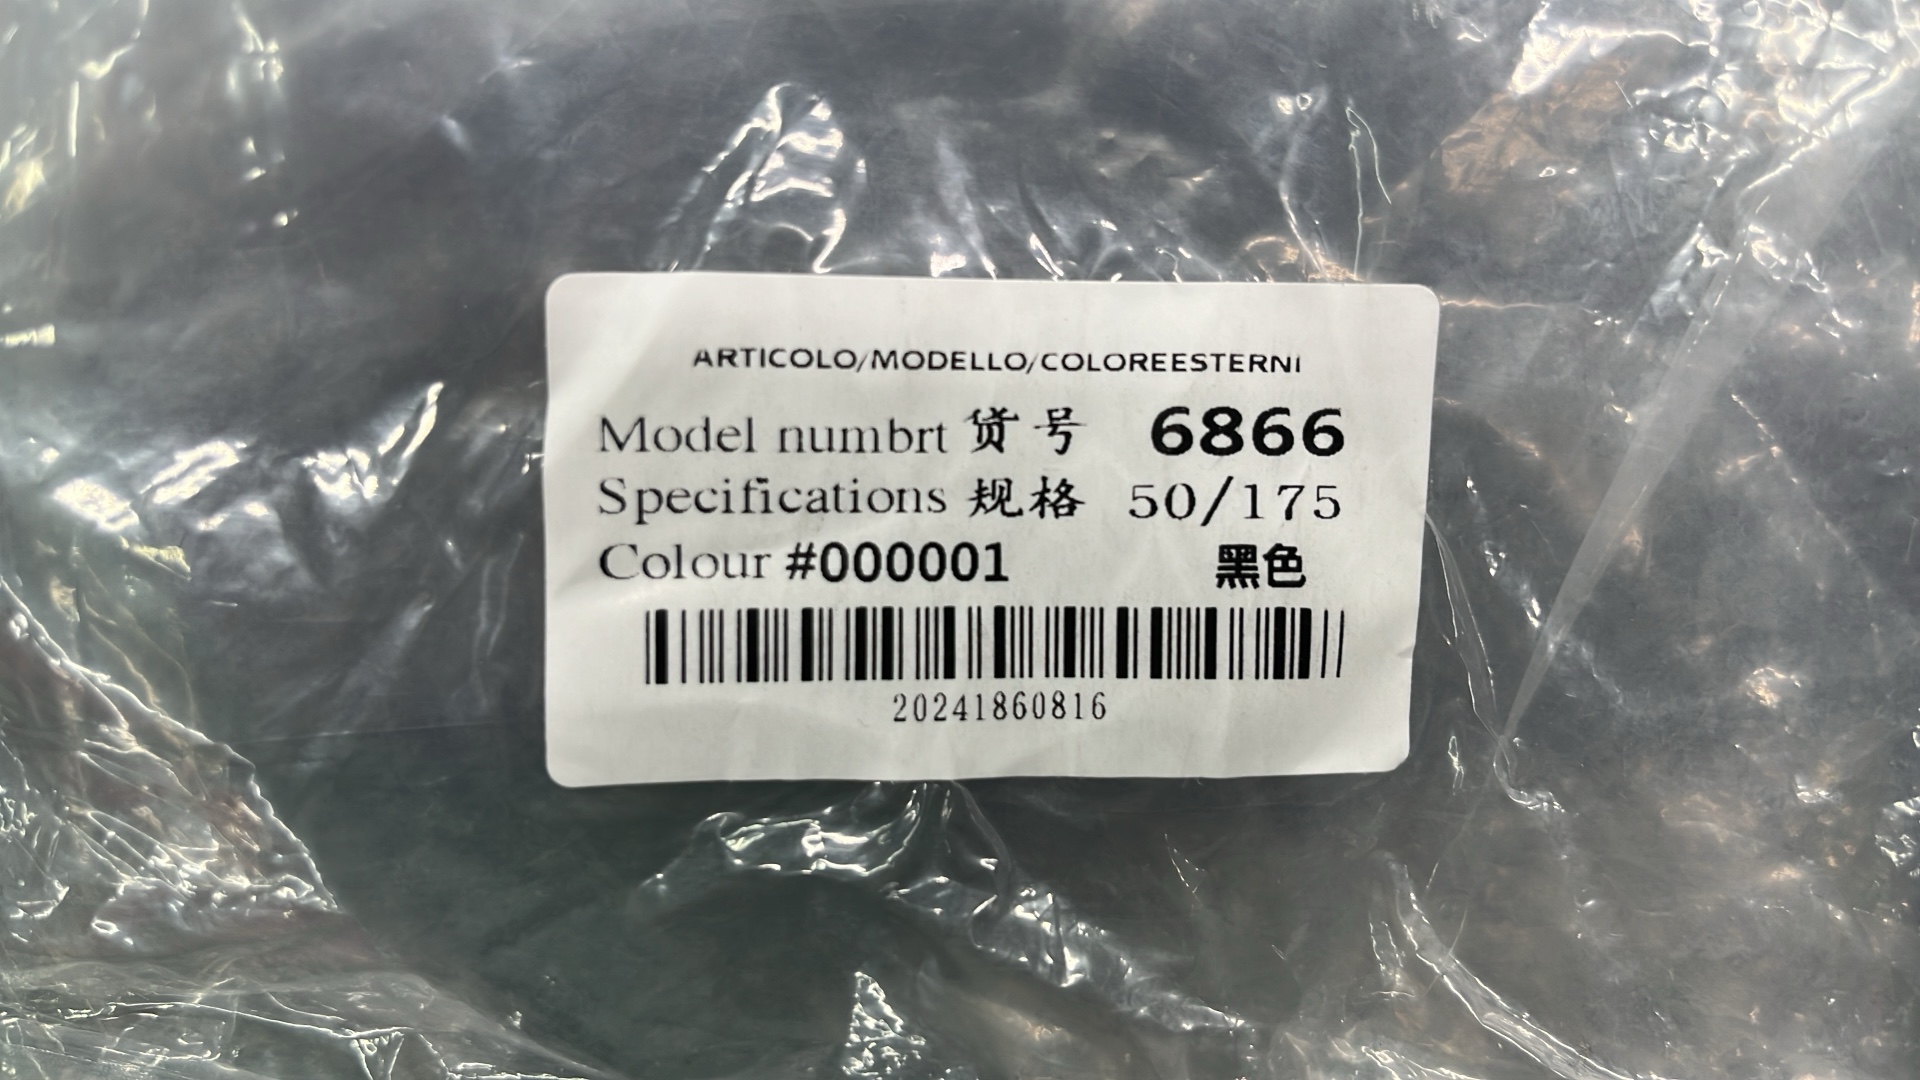 ARTICOLO/MODELLO/COLOREESTERNI
Model numbrt 货号 6866
Specifications 规格 50/175
Colour #000001 黑色
20241860816